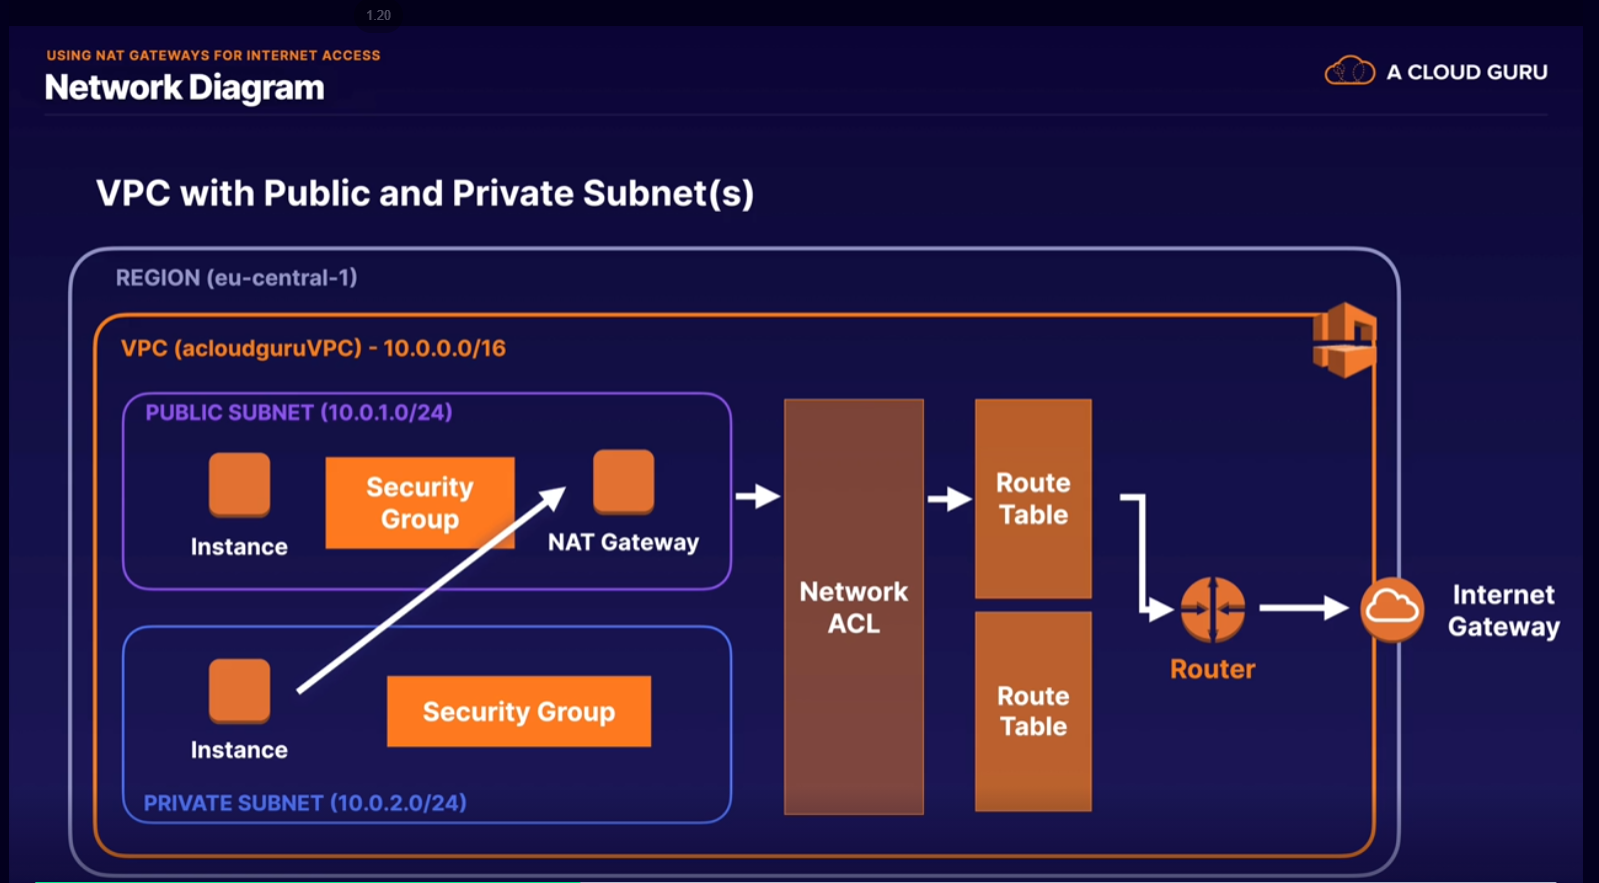 1.20
USING NAT GATEWAYS FOR INTERNET ACCESS
Network Diagram
A CLOUD GURU
VPC with Public and Private Subnet(s)
REGION (eu-central-1)
VPC (acloudguruVPC) - 10.0.0.0/16
PUBLIC SUBNET (10.0.1.0/24)
Instance
Security
Group
NAT Gateway
Instance
Security Group
PRIVATE SUBNET (10.0.2.0/24)
Network
ACL
Route
Table
Route
Table
Router
Internet
Gateway